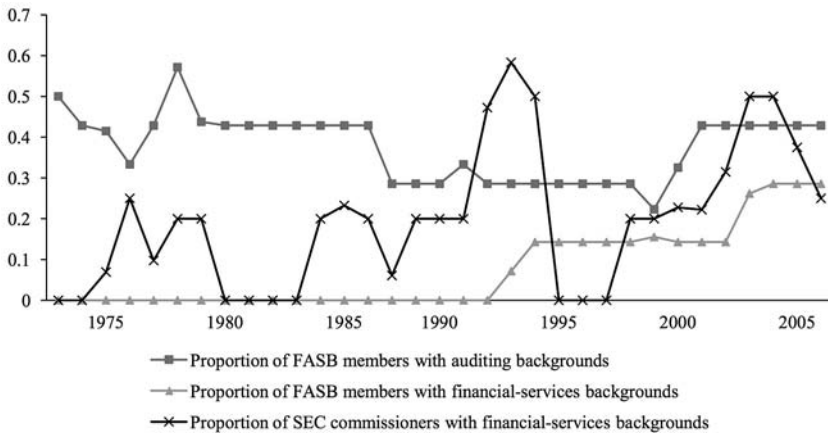 0.7
0.6
0.5
0.4
0.3
0.2
0.1
0
1975 1980 1985 1990 1995 2000 2005
Proportion of FASB members with auditing backgrounds
Proportion of FASB members with financial-services backgrounds
Proportion of SEC commissioners with financial-services backgrounds